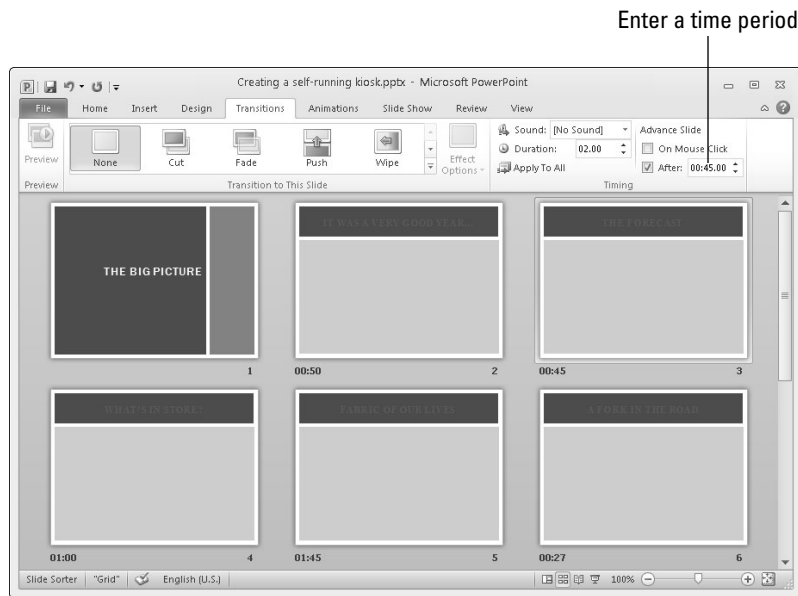 Enter a time period
Creating a self-running kiosk.pptx - Microsoft PowerPoint
File Home Insert Design Transitions Animations Slide Show Review View
Preview
None Cut Fade Push Wipe
Effect Options
Sound: [No Sound]
Duration: 02.00
Apply To All
Advance Slide
On Mouse Click
After: 00:45.00
Preview Transition to This Slide Timing
THE BIG PICTURE
IT WAS A VERY GOOD YEAR...
THE FORECAST
1
00:50 2
00:45 3
WHAT'S IN STORE?
FABRIC OF OUR LIVES
A FORK IN THE ROAD
01:00 4
01:45 5
00:27 6
Slide Sorter "Grid" English (U.S.) 100%